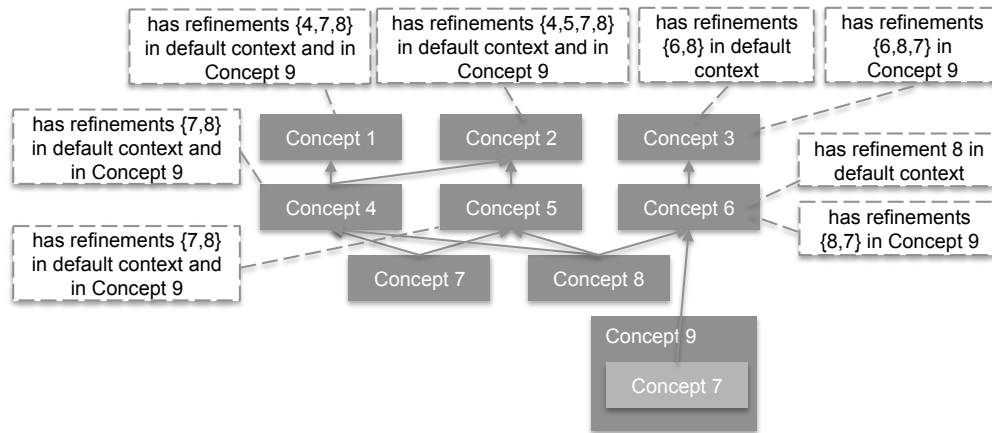 has refinements {4,7,8}
in default context and in
Concept 9
has refinements {4,5,7,8}
in default context and in
Concept 9
has refinements
{6,8} in default
context
has refinements
{6,8,7} in
Concept 9
has refinements {7,8}
in default context and
in Concept 9
Concept 1
Concept 2
Concept 3
has refinement 8 in
default context
Concept 4
Concept 5
Concept 6
has refinements
{8,7} in Concept 9
has refinements {7,8}
in default context and
in Concept 9
Concept 7
Concept 8
Concept 9
Concept 7